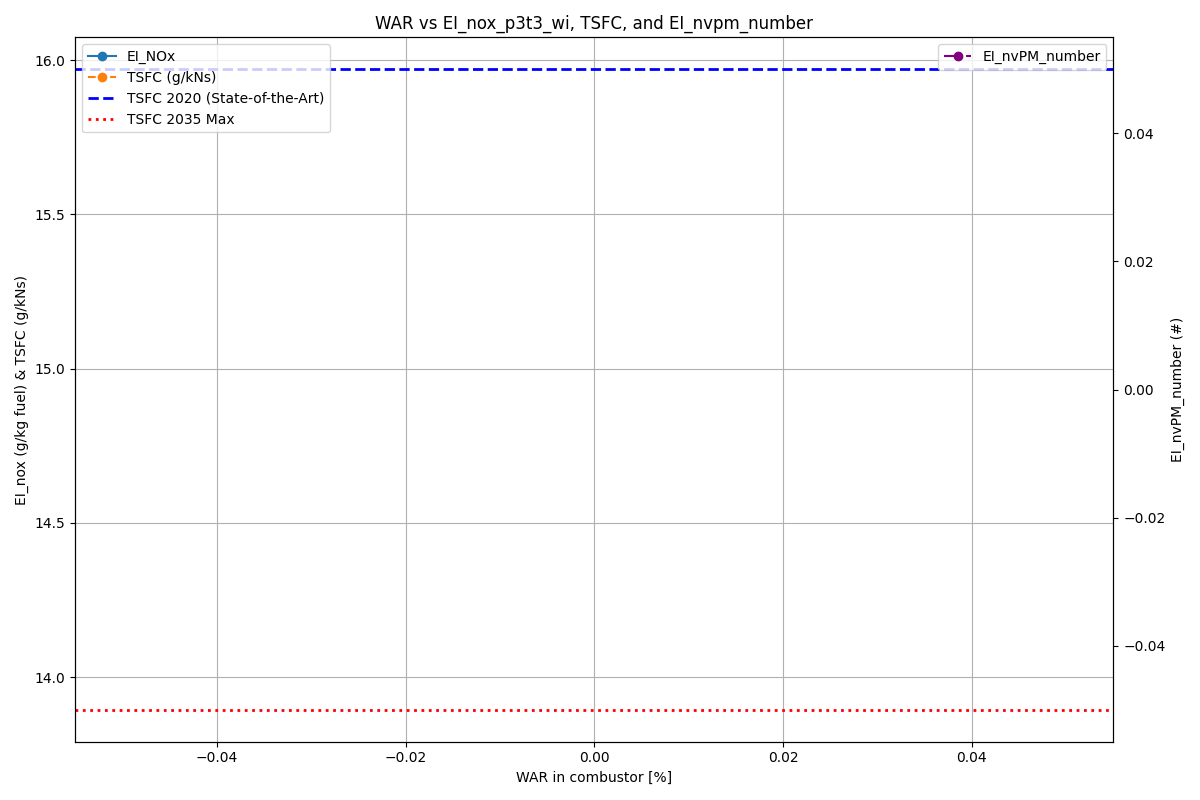 WAR vs EI_nox_p3t3_wi, TSFC, and EI_nvpm_number
EI_NOx
TSFC (g/kNs)
TSFC 2020 (State-of-the-Art)
TSFC 2035 Max
EI_nvPM_number
16.0
15.5
15.0
14.5
14.0
EI_nox (g/kg fuel) & TSFC (g/kNs)
0.04
0.02
0.00
−0.02
−0.04
EI_nvPM_number (#)
−0.04
−0.02
0.00
0.02
0.04
WAR in combustor [%]